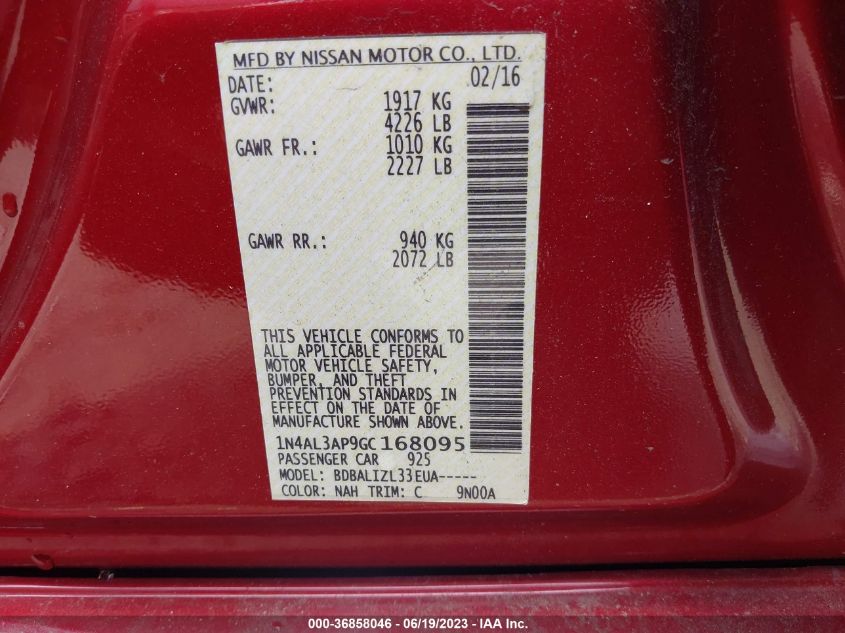 MFD BY NISSAN MOTOR CO., LTD.
DATE: 02/16
GVWR: 1917 KG
4226 LB
GAWR FR.: 1010 KG
2227 LB
GAWR RR.: 940 KG
2072 LB
THIS VEHICLE CONFORMS TO
ALL APPLICABLE FEDERAL
MOTOR VEHICLE SAFETY,
BUMPER, AND THEFT
PREVENTION STANDARDS IN
EFFECT ON THE DATE OF
MANUFACTURE SHOWN ABOVE.
1N4AL3AP9GC168095
PASSENGER CAR 925
MODEL: BDBALIZL33EUA-----
COLOR: NAH TRIM: C 9N00A
000-36858046 - 06/19/2023 - IAA Inc.